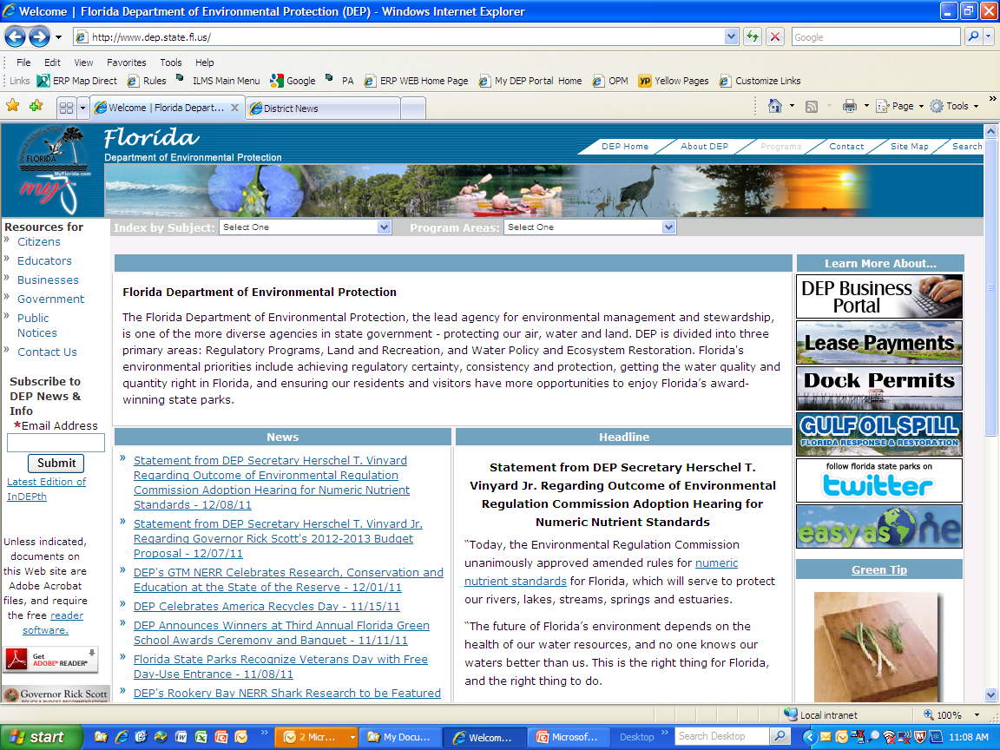 Welcome | Florida Department of Environmental Protection (DEP) - Windows Internet Explorer
http://www.dep.state.fl.us/
Google
File Edit View Favorites Tools Help
Links ERP Map Direct Rules ILMS Main Menu Google PA ERP WEB Home Page My DEP Portal Home OPM yp Yellow Pages Customize Links
Welcome | Florida Depart... District News Page Tools
FLORIDA
Florida
Department of Environmental Protection
DEP Home About DEP Programs Contact Site Map Search
MyFlorida.com
my
Index by Subject: Select One Program Areas: Select One
Resources for
» Citizens
» Educators
» Businesses
» Government
» Public
Notices
» Contact Us
Subscribe to
DEP News &
Info
*Email Address
Submit
Latest Edition of
InDEPth
Unless indicated,
documents on
this Web site are
Adobe Acrobat
files, and require
the free reader
software.
Get
ADOBE® READER®
Governor Rick Scott
Florida Department of Environmental Protection
The Florida Department of Environmental Protection, the lead agency for environmental management and stewardship,
is one of the more diverse agencies in state government - protecting our air, water and land. DEP is divided into three
primary areas: Regulatory Programs, Land and Recreation, and Water Policy and Ecosystem Restoration. Florida's
environmental priorities include achieving regulatory certainty, consistency and protection, getting the water quality and
quantity right in Florida, and ensuring our residents and visitors have more opportunities to enjoy Florida’s award-
winning state parks.
News
» Statement from DEP Secretary Herschel T. Vinyard
Regarding Outcome of Environmental Regulation
Commission Adoption Hearing for Numeric Nutrient
Standards - 12/08/11
» Statement from DEP Secretary Herschel T. Vinyard Jr.
Regarding Governor Rick Scott's 2012-2013 Budget
Proposal - 12/07/11
» DEP's GTM NERR Celebrates Research, Conservation and
Education at the State of the Reserve - 12/01/11
» DEP Celebrates America Recycles Day - 11/15/11
» DEP Announces Winners at Third Annual Florida Green
School Awards Ceremony and Banquet - 11/11/11
» Florida State Parks Recognize Veterans Day with Free
Day-Use Entrance - 11/08/11
» DEP's Rookery Bay NERR Shark Research to be Featured
Headline
Statement from DEP Secretary Herschel T.
Vinyard Jr. Regarding Outcome of Environmental
Regulation Commission Adoption Hearing for
Numeric Nutrient Standards
“Today, the Environmental Regulation Commission
unanimously approved amended rules for numeric
nutrient standards for Florida, which will serve to protect
our rivers, lakes, streams, springs and estuaries.
“The future of Florida’s environment depends on the
health of our water resources, and no one knows our
waters better than us. This is the right thing for Florida,
and the right thing to do.
Learn More About...
DEP Business
Portal
Lease Payments
Dock Permits
GULF OIL SPILL
FLORIDA RESPONSE & RESTORATION
follow florida state parks on
twitter
easy as One
Green Tip
Local intranet 100%
start 2 Micr... My Docu... Welcom... Microsof... Desktop Search Desktop 11:08 AM